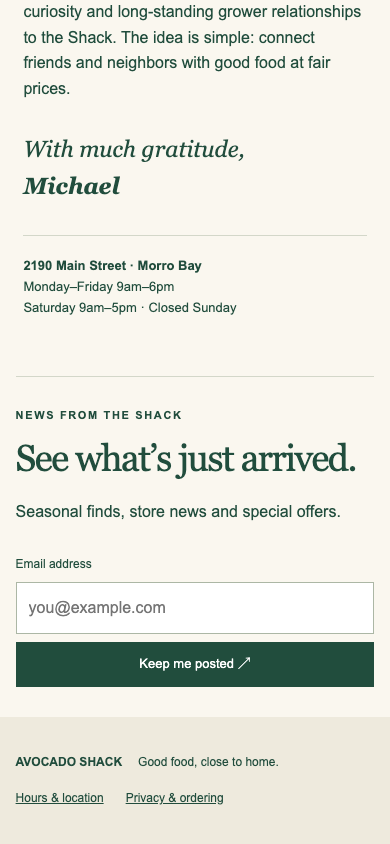 curiosity and long-standing grower relationships
to the Shack. The idea is simple: connect
friends and neighbors with good food at fair
prices.
With much gratitude,
Michael
2190 Main Street · Morro Bay
Monday–Friday 9am–6pm
Saturday 9am–5pm · Closed Sunday
NEWS FROM THE SHACK
See what’s just arrived.
Seasonal finds, store news and special offers.
Email address
you@example.com
Keep me posted ↗
AVOCADO SHACK Good food, close to home.
Hours & location Privacy & ordering